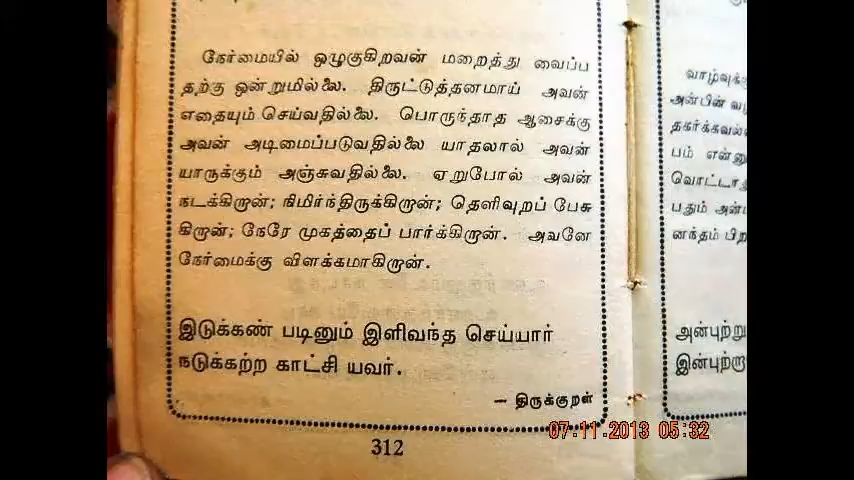 நேர்மையில் ஒழுகுகிறவன் மறைத்து வைப்ப
தற்கு ஒன்றுமில்லை. திருட்டுத்தனமாய் அவன்
எதையும் செய்வதில்லை. பொருந்தாத ஆசைக்கு
அவன் அடிமைப்படுவதில்லை யாதலால் அவன்
யாருக்கும் அஞ்சுவதில்லை. ஏறுபோல் அவன்
நடக்கிறான்; நிமிர்ந்திருக்கிறான்; தெளிவுறப் பேசு
கிறான்; நேரே முகத்தைப் பார்க்கிறான். அவனே
நேர்மைக்கு விளக்கமாகிறான்.
இடுக்கண் படினும் இளிவந்த செய்யார்
நடுக்கற்ற காட்சி யவர்.
— திருக்குறள்
312
வாழ்வுக்
அன்பின்
தகர்க்கவல்
பம் என்னு
வொட்டா
பதும் அன்
னந்தம் பிற
அன்புற்று
இன்புற்றா
07.11.2013 05:32